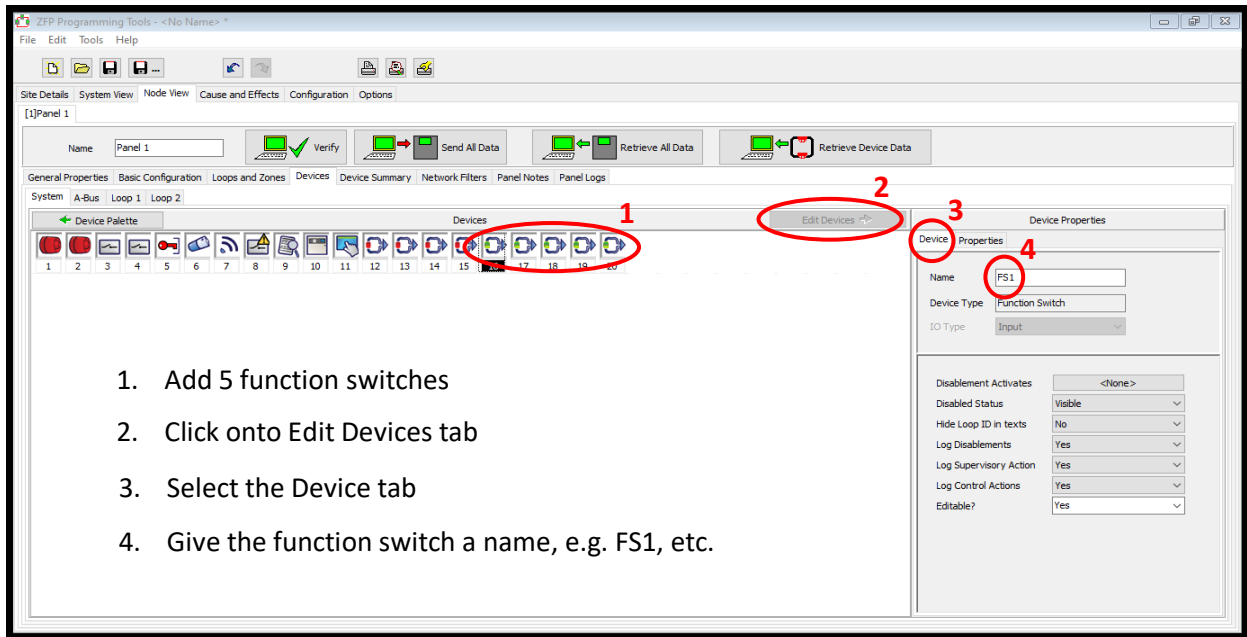 ZFP Programming Tools - <No Name> *
File Edit Tools Help
Site Details System View Node View Cause and Effects Configuration Options
[1]Panel 1
Name Panel 1 Verify Send All Data Retrieve All Data Retrieve Device Data
General Properties Basic Configuration Loops and Zones Devices Device Summary Network Filters Panel Notes Panel Logs
System A-Bus Loop 1 Loop 2
2
Device Palette Devices 1 Edit Devices 3 Device Properties
Device Properties
4
1 2 3 4 5 6 7 8 9 10 11 12 13 14 15 16 17 18 19 20
Name FS1
Device Type Function Switch
IO Type Input
1. Add 5 function switches
2. Click onto Edit Devices tab
3. Select the Device tab
4. Give the function switch a name, e.g. FS1, etc.
Disablement Activates <None>
Disabled Status Visible
Hide Loop ID in texts No
Log Disablements Yes
Log Supervisory Action Yes
Log Control Actions Yes
Editable? Yes